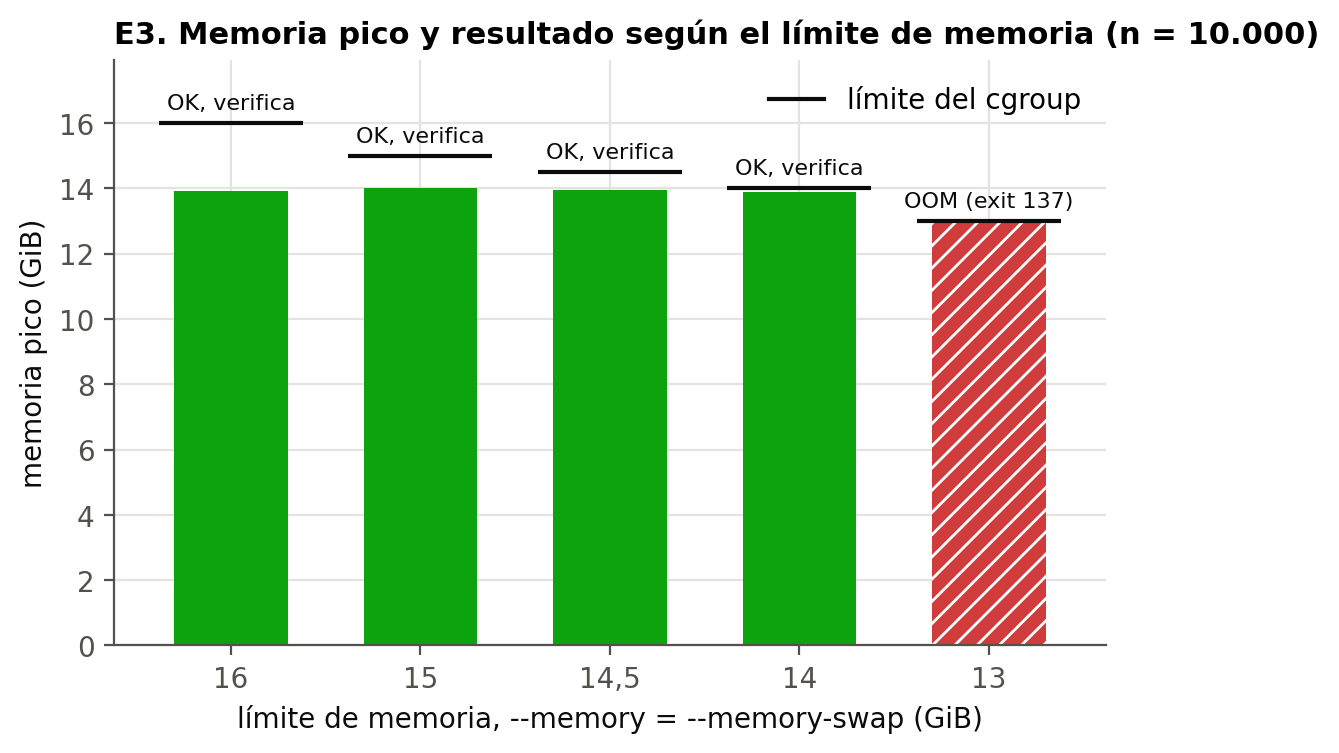 E3. Memoria pico y resultado según el límite de memoria (n = 10.000)
límite del cgroup
OK, verifica
OK, verifica
OK, verifica
OK, verifica
OOM (exit 137)
memoria pico (GiB)
16
14
12
10
8
6
4
2
0
16 15 14,5 14 13
límite de memoria, --memory = --memory-swap (GiB)